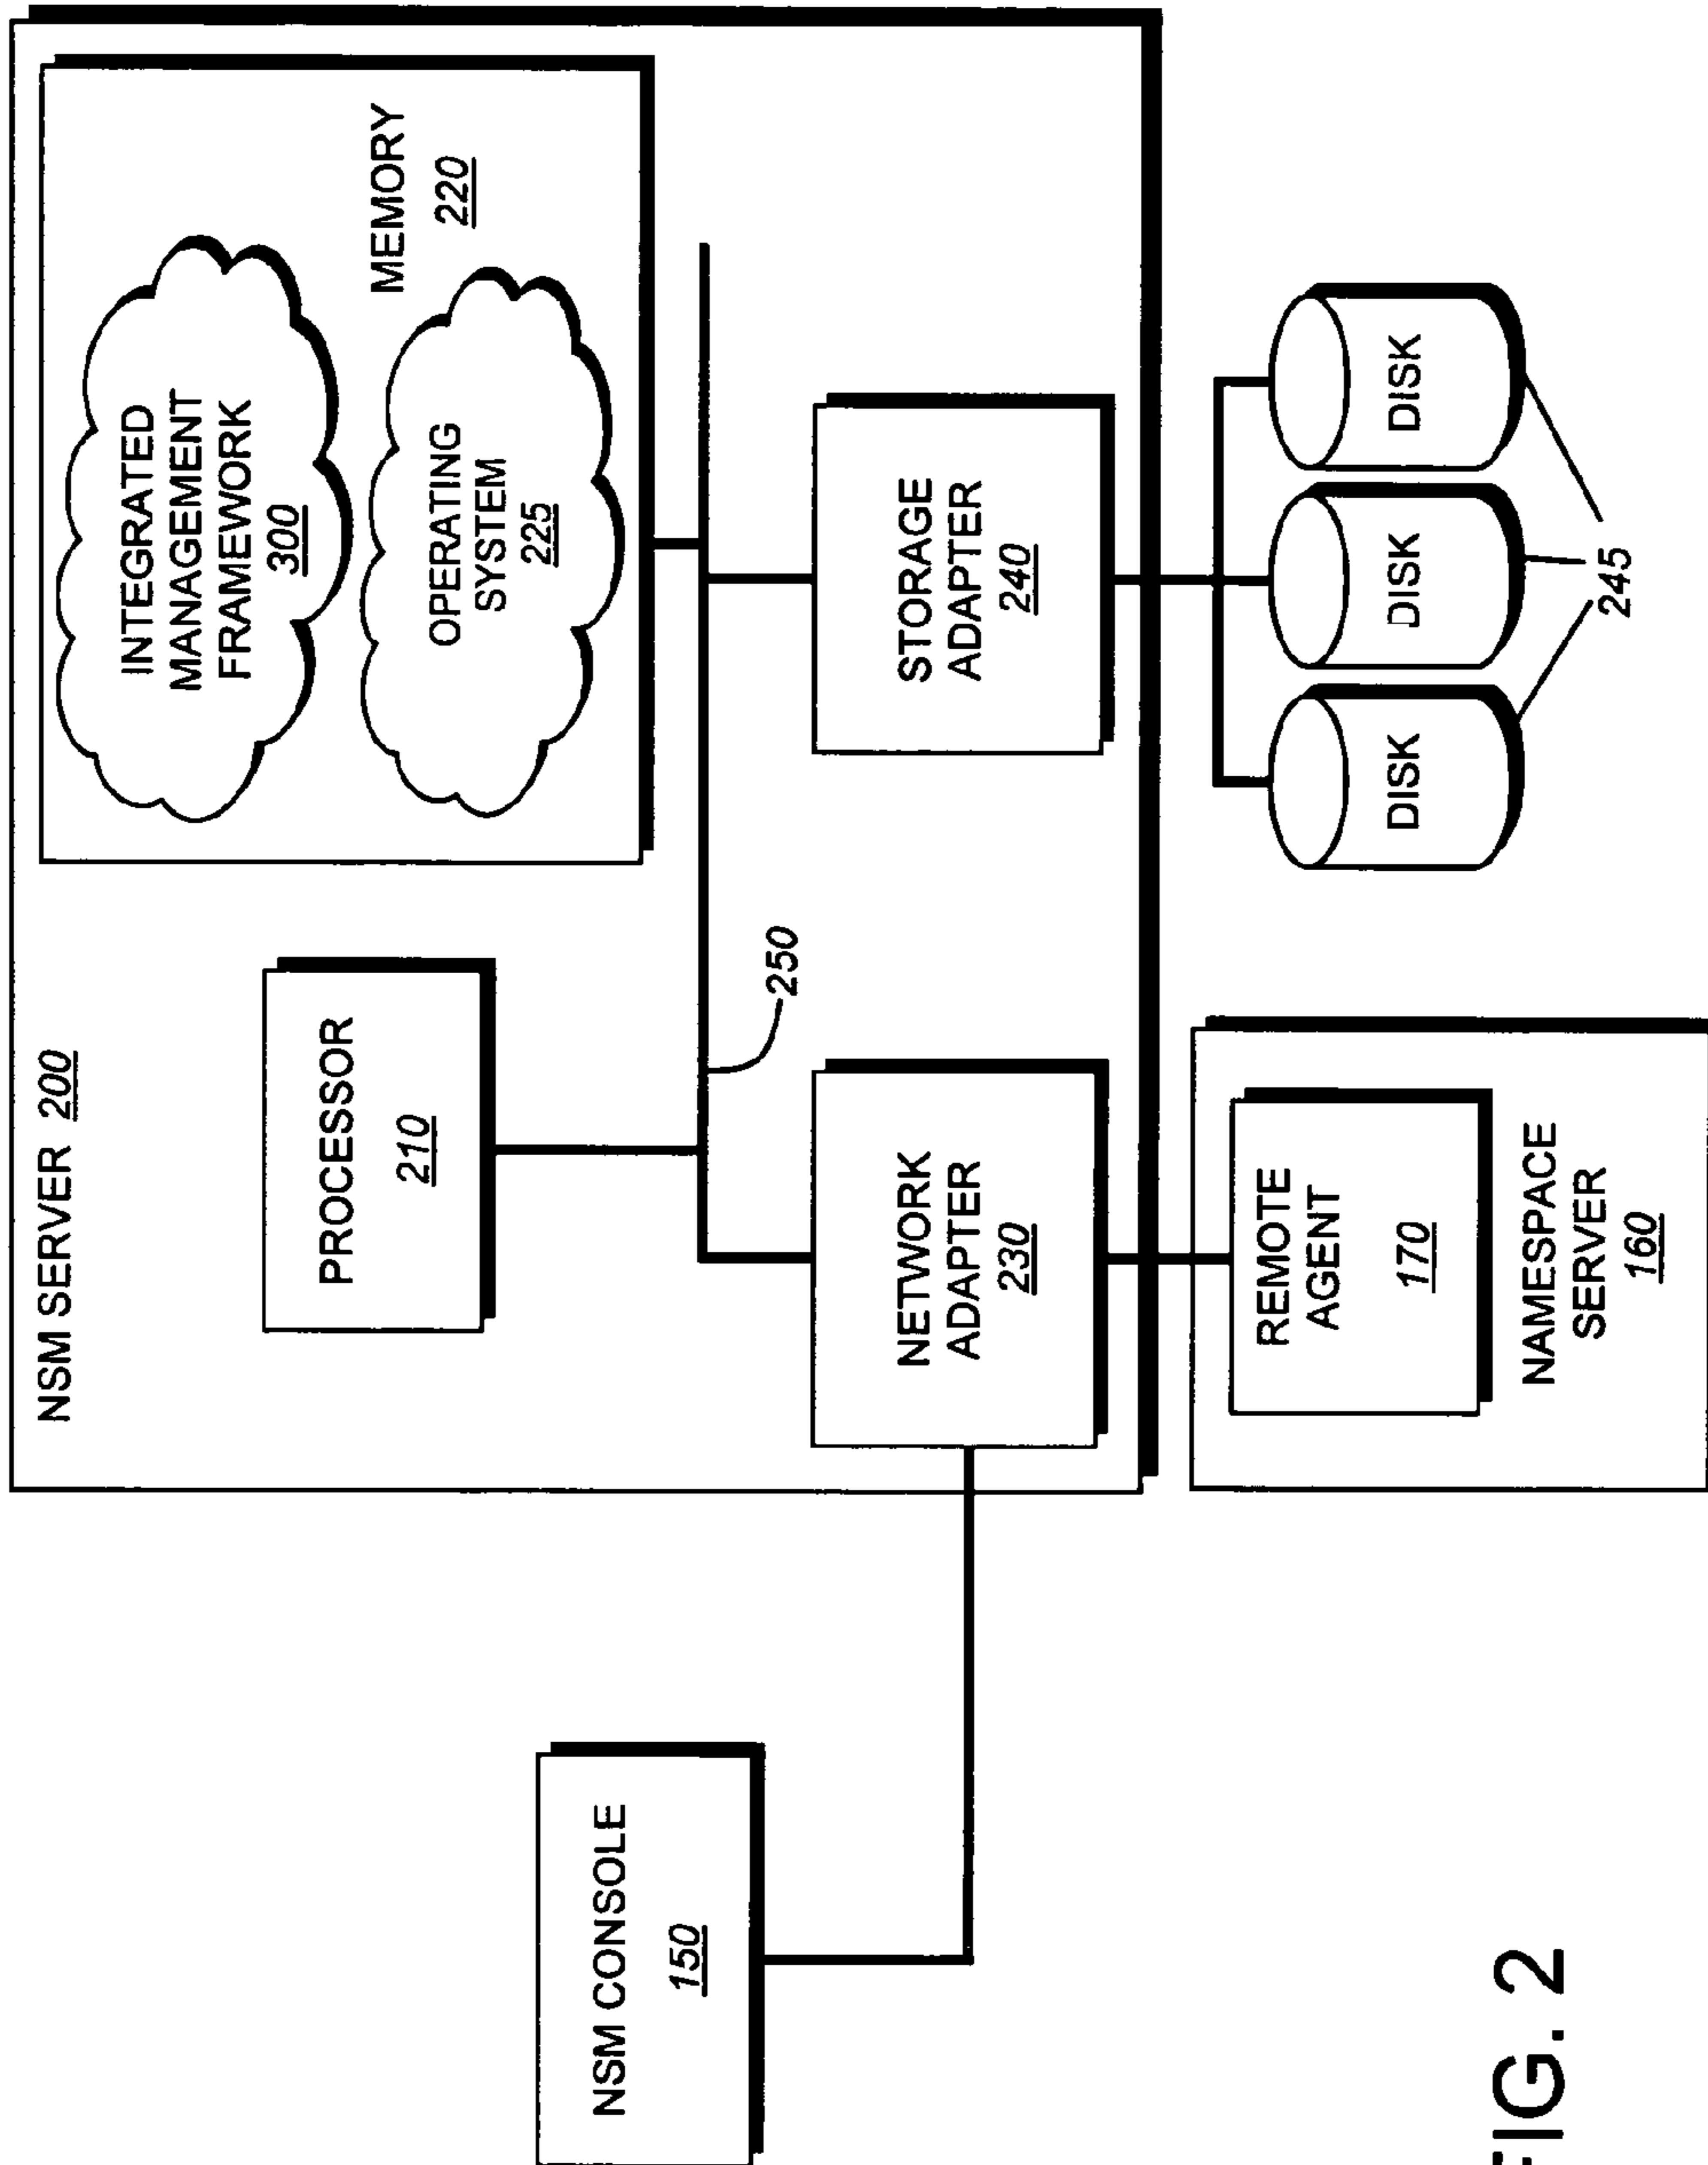 NSM SERVER 200
PROCESSOR
210
INTEGRATED
MANAGEMENT
FRAMEWORK
300
MEMORY
220
OPERATING
SYSTEM
225
250
NSM CONSOLE
150
NETWORK
ADAPTER
230
STORAGE
ADAPTER
240
REMOTE
AGENT
170
NAMESPACE
SERVER
160
DISK
DISK
DISK
245
FIG. 2